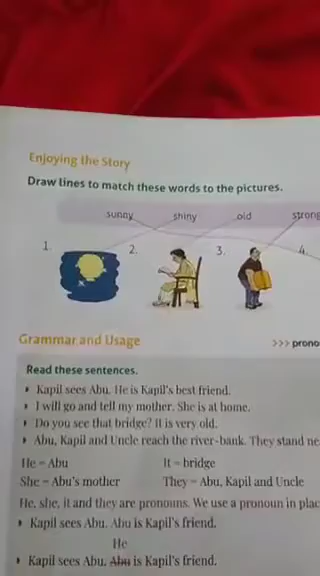 Enjoying the Story
Draw lines to match these words to the pictures.
sunny shiny old strong
1. 2. 3. 4.
Grammar and Usage
>>> prono
Read these sentences.
Kapil sees Abu. He is Kapil's best friend.
I will go and tell my mother. She is at home.
Do you see that bridge? It is very old.
Abu, Kapil and Uncle reach the river-bank. They stand ne
He = Abu It = bridge
She = Abu's mother They = Abu, Kapil and Uncle
He, she, it and they are pronouns. We use a pronoun in plac
Kapil sees Abu. Abu is Kapil's friend.
He
Kapil sees Abu. Abu is Kapil's friend.